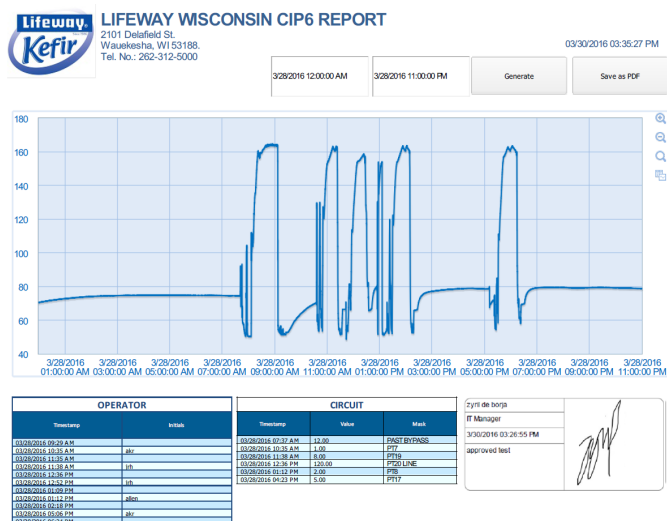 Lifeway.
Kefir
LIFEWAY WISCONSIN CIP6 REPORT
2101 Delafield St.
Wauekesha, WI 53188.
Tel. No.: 262-312-5000
03/30/2016 03:35:27 PM
3/28/2016 12:00:00 AM
3/28/2016 11:00:00 PM
Generate
Save as PDF
180
160
140
120
100
80
60
40
3/28/2016 3/28/2016 3/28/2016 3/28/2016 3/28/2016 3/28/2016 3/28/2016 3/28/2016 3/28/2016 3/28/2016 3/28/2016 3/28/2016
01:00:00 AM 03:00:00 AM 05:00:00 AM 07:00:00 AM 09:00:00 AM 11:00:00 AM 01:00:00 PM 03:00:00 PM 05:00:00 PM 07:00:00 PM 09:00:00 PM 11:00:00 PM
OPERATOR
Timestamp Initials
03/28/2016 09:29 AM
03/28/2016 10:35 AM akr
03/28/2016 11:35 AM
03/28/2016 11:38 AM lrh
03/28/2016 12:36 PM
03/28/2016 12:52 PM lrh
03/28/2016 01:09 PM
03/28/2016 01:12 PM allen
03/28/2016 02:18 PM
03/28/2016 05:06 PM akr
CIRCUIT
Timestamp Value Mask
03/28/2016 07:37 AM 12.00 PAST BYPASS
03/28/2016 10:35 AM 1.00 PT7
03/28/2016 11:38 AM 8.00 PT19
03/28/2016 12:36 PM 120.00 PT20 LINE
03/28/2016 01:12 PM 2.00 PT8
03/28/2016 04:23 PM 5.00 PT17
zyril de borja
IT Manager
3/30/2016 03:26:55 PM
approved test